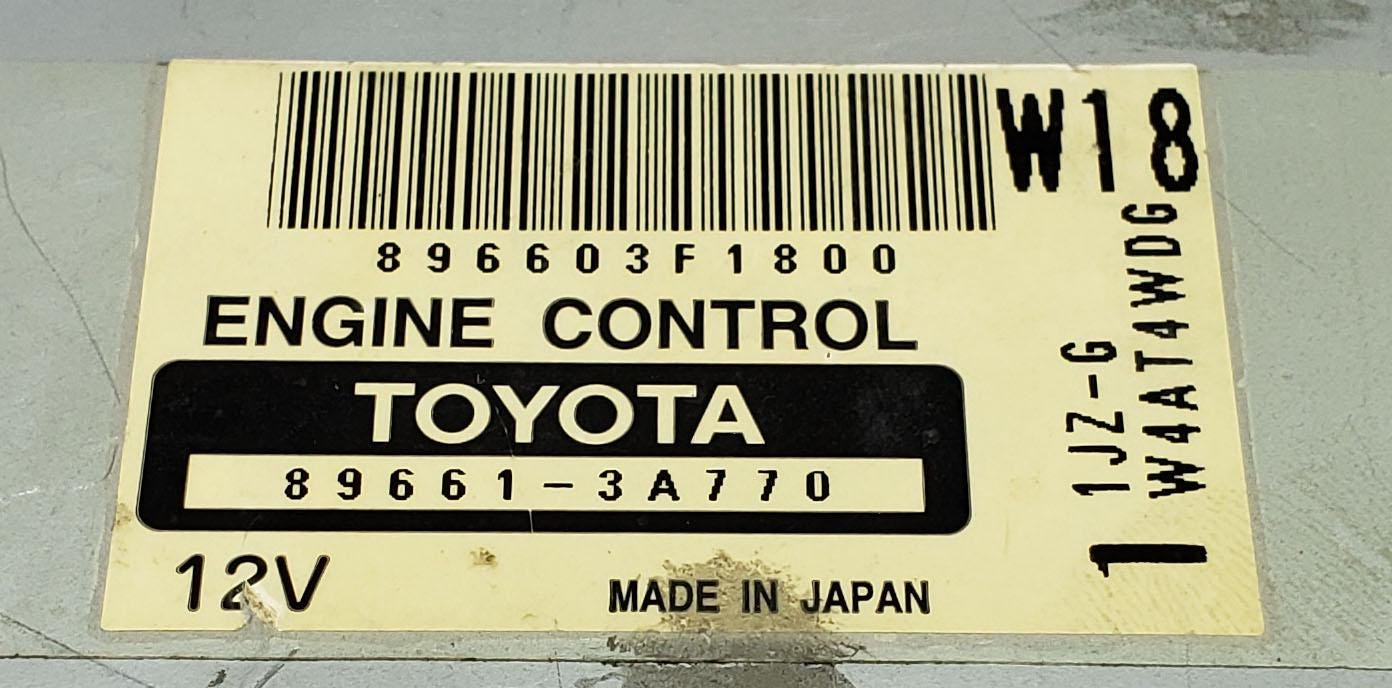 W18
896603F1800
ENGINE CONTROL
TOYOTA
89661-3A770
12V
MADE IN JAPAN
1JZ-G
W4AT4WDG
1